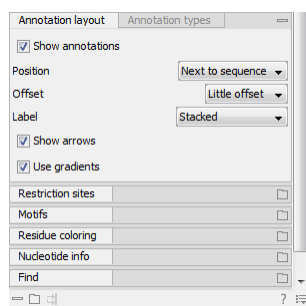 Annotation layout Annotation types
Show annotations
Position Next to sequence
Offset Little offset
Label Stacked
Show arrows
Use gradients
Restriction sites
Motifs
Residue coloring
Nucleotide info
Find
?